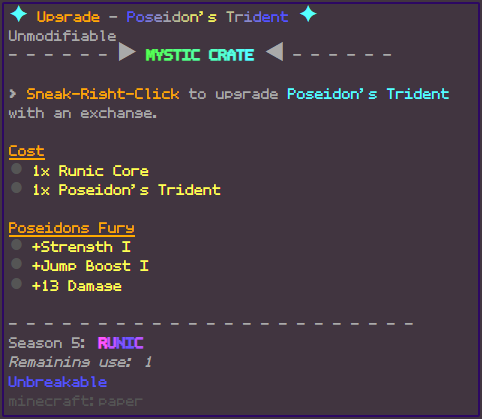 ✦ Upgrade - Poseidon's Trident ✦
Unmodifiable
- - - - - - ▶ MYSTIC CRATE ◀ - - - - - -
› Sneak-Right-Click to upgrade Poseidon's Trident
with an exchange.
Cost
● 1x Runic Core
● 1x Poseidon's Trident
Poseidons Fury
● +Strength I
● +Jump Boost I
● +13 Damage
- - - - - - - - - - - - - - - - - - - - - - - - -
Season 5: RUNIC
Remaining use: 1
Unbreakable
minecraft:paper